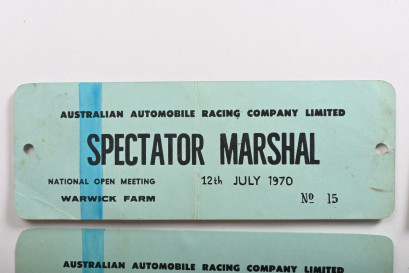 AUSTRALIAN AUTOMOBILE RACING COMPANY LIMITED
SPECTATOR MARSHAL
NATIONAL OPEN MEETING 12th JULY 1970
WARWICK FARM No 15
AUSTRALIAN AUTOMOBILE RACING COMPANY LIMITED